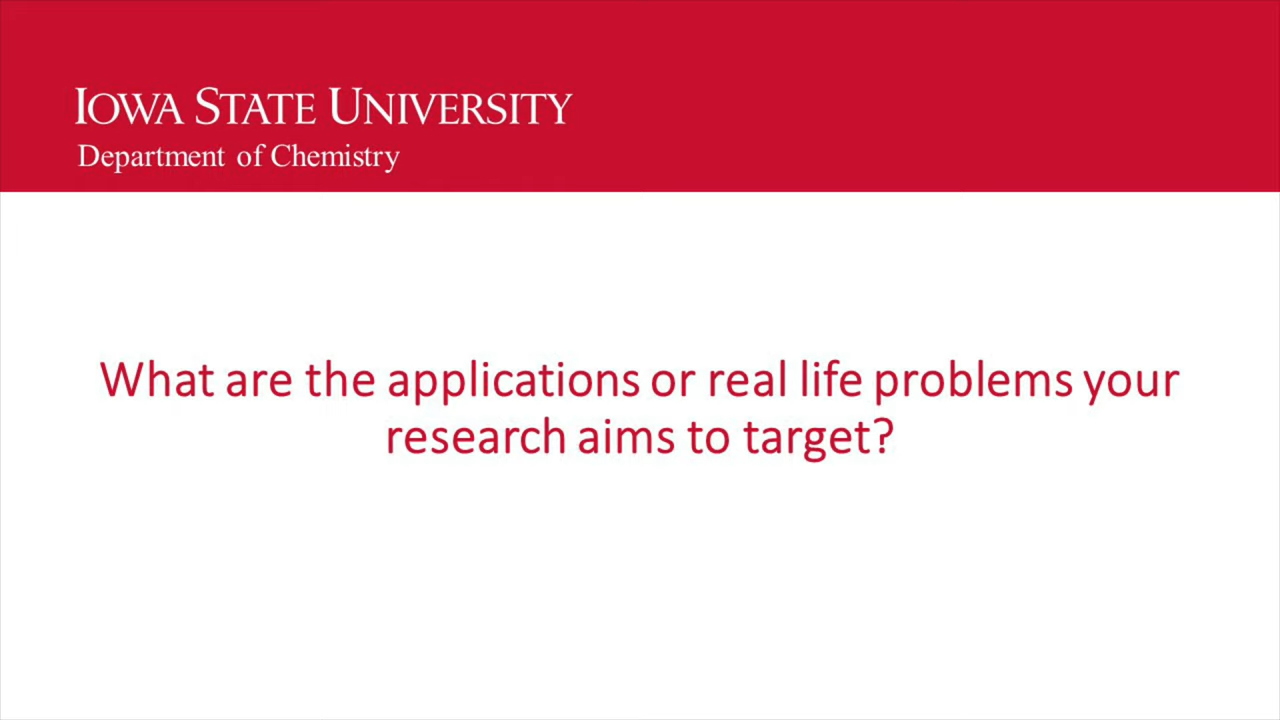 IOWA STATE UNIVERSITY
Department of Chemistry
What are the applications or real life problems your
research aims to target?